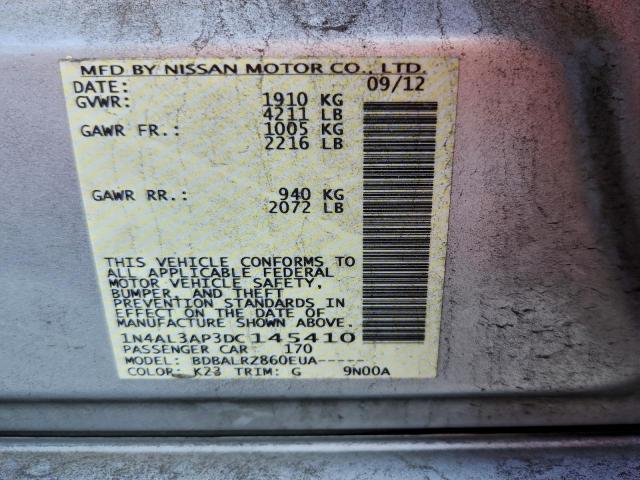 MFD BY NISSAN MOTOR CO., LTD.
DATE: 09/12
GVWR: 1910 KG
4211 LB
GAWR FR.: 1005 KG
2216 LB
GAWR RR.: 940 KG
2072 LB
THIS VEHICLE CONFORMS TO
ALL APPLICABLE FEDERAL
MOTOR VEHICLE SAFETY,
BUMPER, AND THEFT
PREVENTION STANDARDS IN
EFFECT ON THE DATE OF
MANUFACTURE SHOWN ABOVE.
1N4AL3AP3DC145410
PASSENGER CAR: 170
MODEL: BDBALRZ860EUA------
COLOR: K23 TRIM: G 9N00A